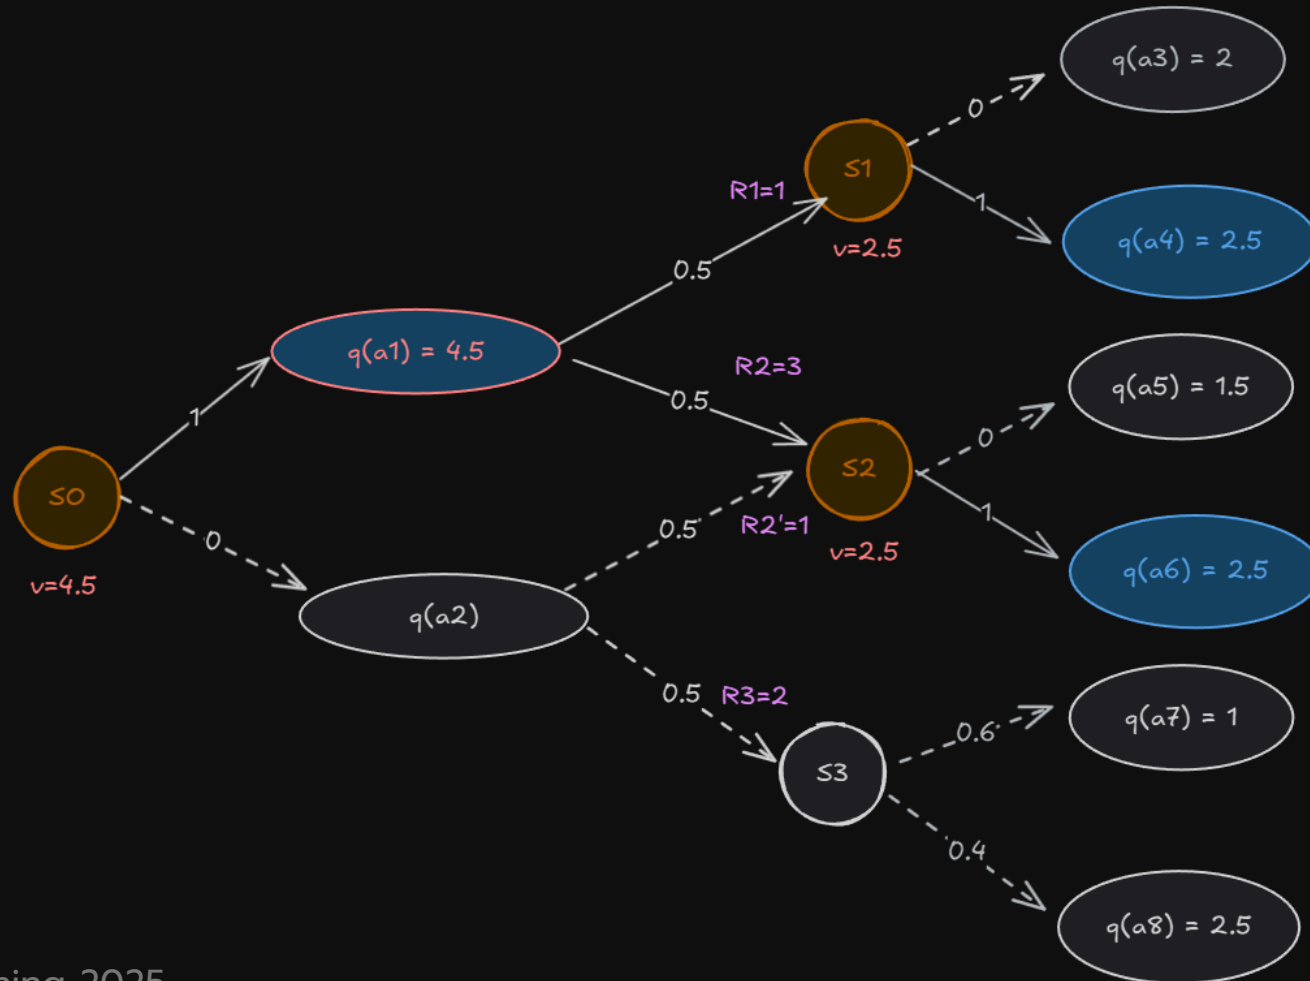 q(a3) = 2
0
S1
R1=1
1
q(a4) = 2.5
v=2.5
0.5
q(a1) = 4.5
R2=3
q(a5) = 1.5
0.5
1
0
S2
S0
1
0.5
R2'=1
0
v=2.5
q(a6) = 2.5
v=4.5
q(a2)
0.5
R3=2
q(a7) = 1
0.6
S3
0.4
q(a8) = 2.5
2025